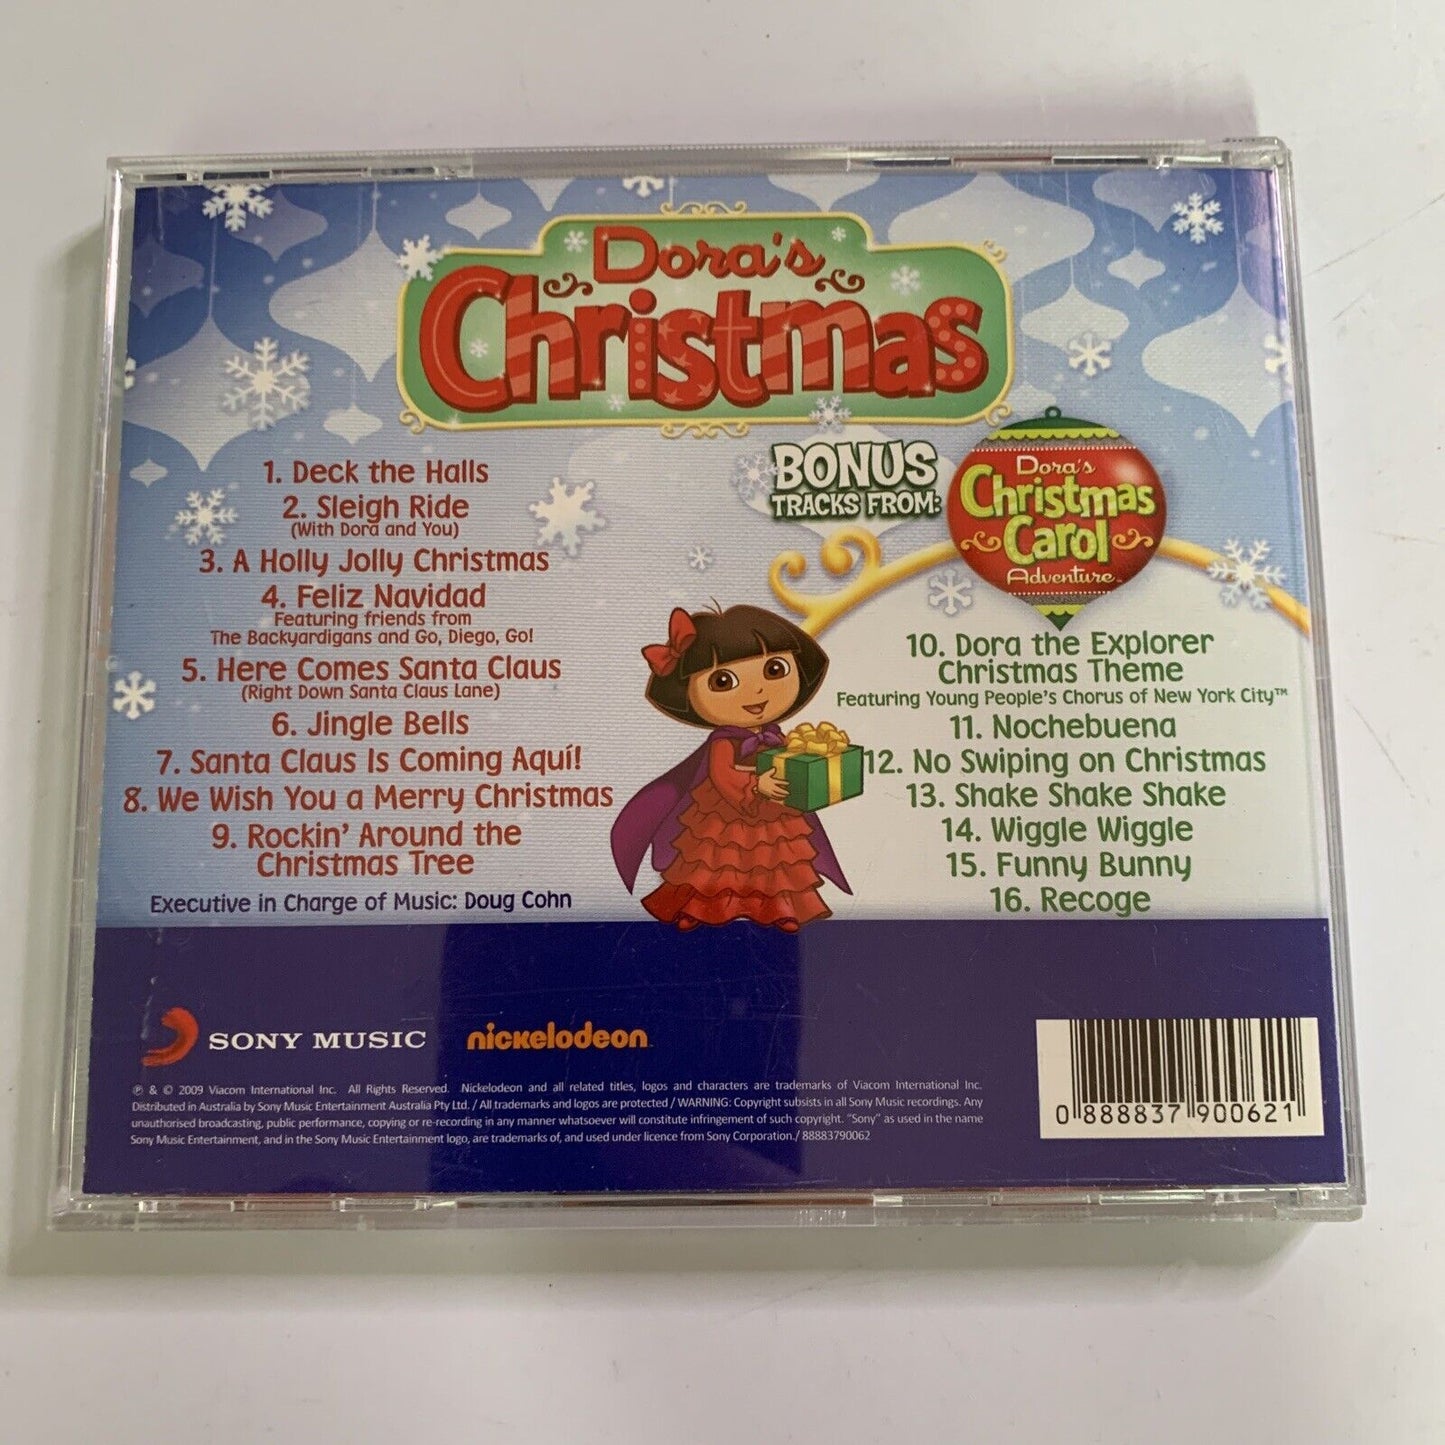 Dora's
Christmas
1. Deck the Halls
2. Sleigh Ride
(With Dora and You)
3. A Holly Jolly Christmas
4. Feliz Navidad
Featuring friends from
The Backyardigans and Go, Diego, Go!
5. Here Comes Santa Claus
(Right Down Santa Claus Lane)
6. Jingle Bells
7. Santa Claus Is Coming Aquí!
8. We Wish You a Merry Christmas
9. Rockin' Around the
Christmas Tree
Executive in Charge of Music: Doug Cohn
BONUS
TRACKS FROM:
Dora's
Christmas
Carol
Adventure™
10. Dora the Explorer
Christmas Theme
Featuring Young People's Chorus of New York City™
11. Nochebuena
12. No Swiping on Christmas
13. Shake Shake Shake
14. Wiggle Wiggle
15. Funny Bunny
16. Recoge
SONY MUSIC
nickelodeon™
℗ & © 2009 Viacom International Inc. All Rights Reserved. Nickelodeon and all related titles, logos and characters are trademarks of Viacom International Inc.
Distributed in Australia by Sony Music Entertainment Australia Pty Ltd. / All trademarks and logos are protected / WARNING: Copyright subsists in all Sony Music recordings. Any
unauthorised broadcasting, public performance, copying or re-recording in any manner whatsoever will constitute infringement of such copyright. "Sony" as used in the name
Sony Music Entertainment, and in the Sony Music Entertainment logo, are trademarks of, and used under licence from Sony Corporation./ 88883790062
0 888837 900621